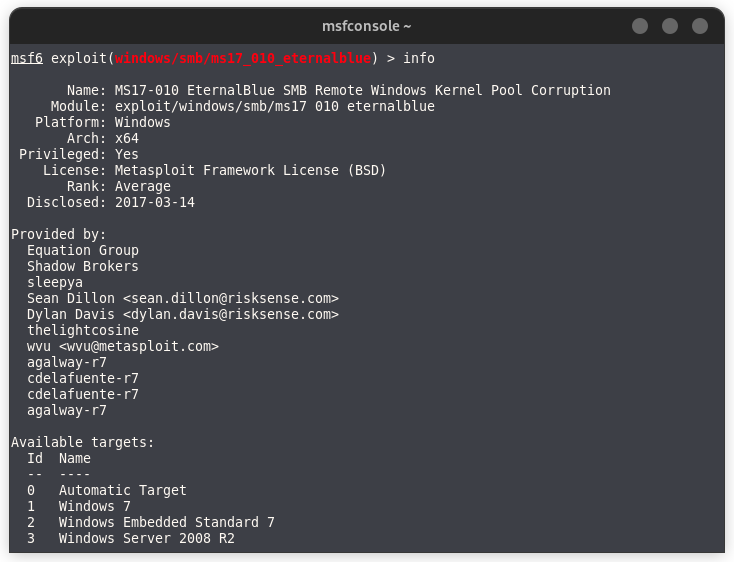 msfconsole ~
msf6 exploit(windows/smb/ms17_010_eternalblue) > info
Name: MS17-010 EternalBlue SMB Remote Windows Kernel Pool Corruption
Module: exploit/windows/smb/ms17 010 eternalblue
Platform: Windows
Arch: x64
Privileged: Yes
License: Metasploit Framework License (BSD)
Rank: Average
Disclosed: 2017-03-14
Provided by:
Equation Group
Shadow Brokers
sleepya
Sean Dillon <sean.dillon@risksense.com>
Dylan Davis <dylan.davis@risksense.com>
thelightcosine
wvu <wvu@metasploit.com>
agalway-r7
cdelafuente-r7
cdelafuente-r7
agalway-r7
Available targets:
Id  Name
--  ----
0   Automatic Target
1   Windows 7
2   Windows Embedded Standard 7
3   Windows Server 2008 R2